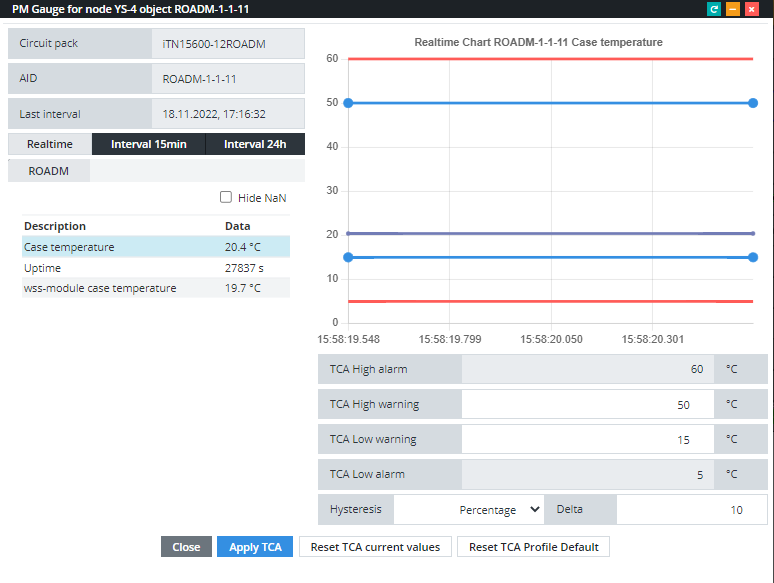 PM Gauge for node YS-4 object ROADM-1-1-11
Circuit pack iTN15600-12ROADM
AID ROADM-1-1-11
Last interval 18.11.2022, 17:16:32
Realtime Interval 15min Interval 24h
ROADM
Hide NaN
Description Data
Case temperature 20.4 °C
Uptime 27837 s
wss-module case temperature 19.7 °C
Realtime Chart ROADM-1-1-11 Case temperature
60
50
40
30
20
10
0
15:58:19.548 15:58:19.799 15:58:20.050 15:58:20.301
TCA High alarm 60 °C
TCA High warning 50 °C
TCA Low warning 15 °C
TCA Low alarm 5 °C
Hysteresis Percentage Delta 10
Close Apply TCA Reset TCA current values Reset TCA Profile Default